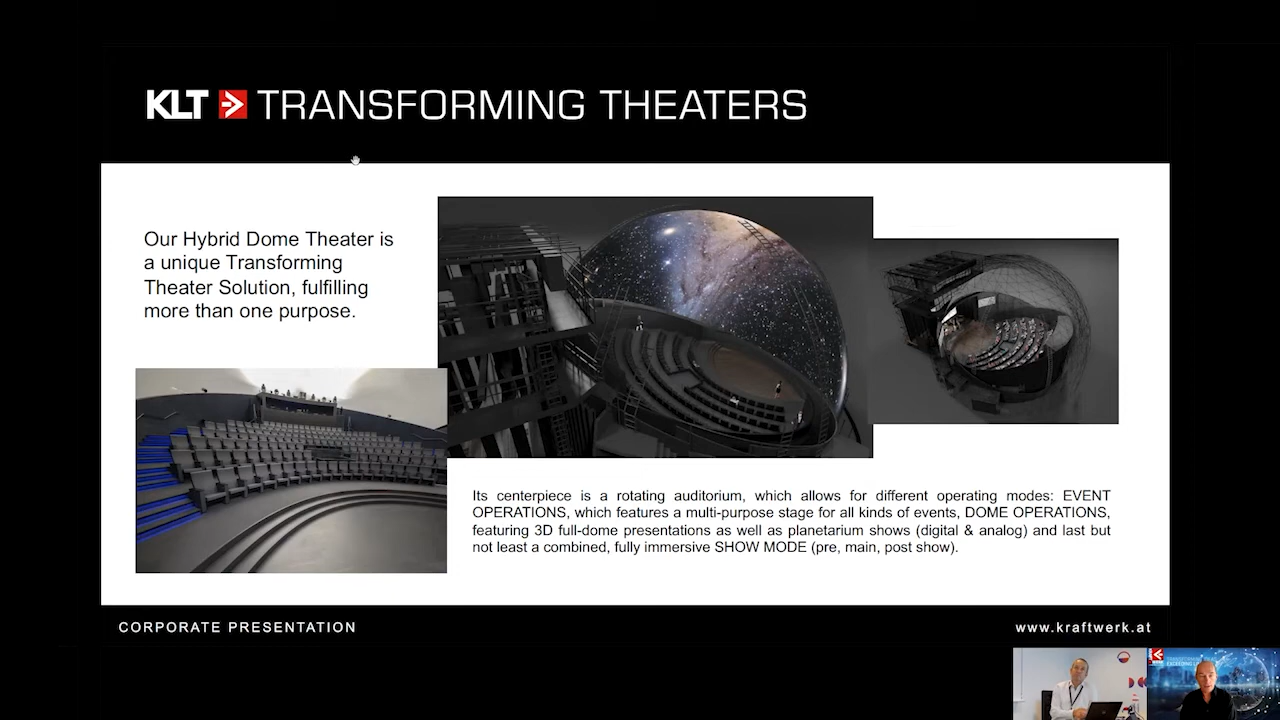 KLT TRANSFORMING THEATERS
Our Hybrid Dome Theater is
a unique Transforming
Theater Solution, fulfilling
more than one purpose.
Its centerpiece is a rotating auditorium, which allows for different operating modes: EVENT
OPERATIONS, which features a multi-purpose stage for all kinds of events, DOME OPERATIONS,
featuring 3D full-dome presentations as well as planetarium shows (digital & analog) and last but
not least a combined, fully immersive SHOW MODE (pre, main, post show).
CORPORATE PRESENTATION
www.kraftwerk.at